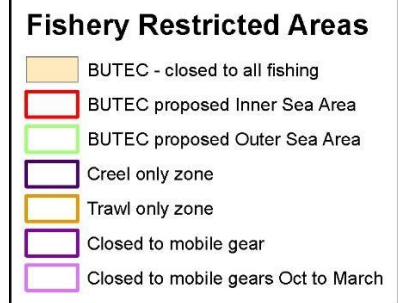 Fishery Restricted Areas
BUTEC - closed to all fishing
BUTEC proposed Inner Sea Area
BUTEC proposed Outer Sea Area
Creel only zone
Trawl only zone
Closed to mobile gear
Closed to mobile gears Oct to March